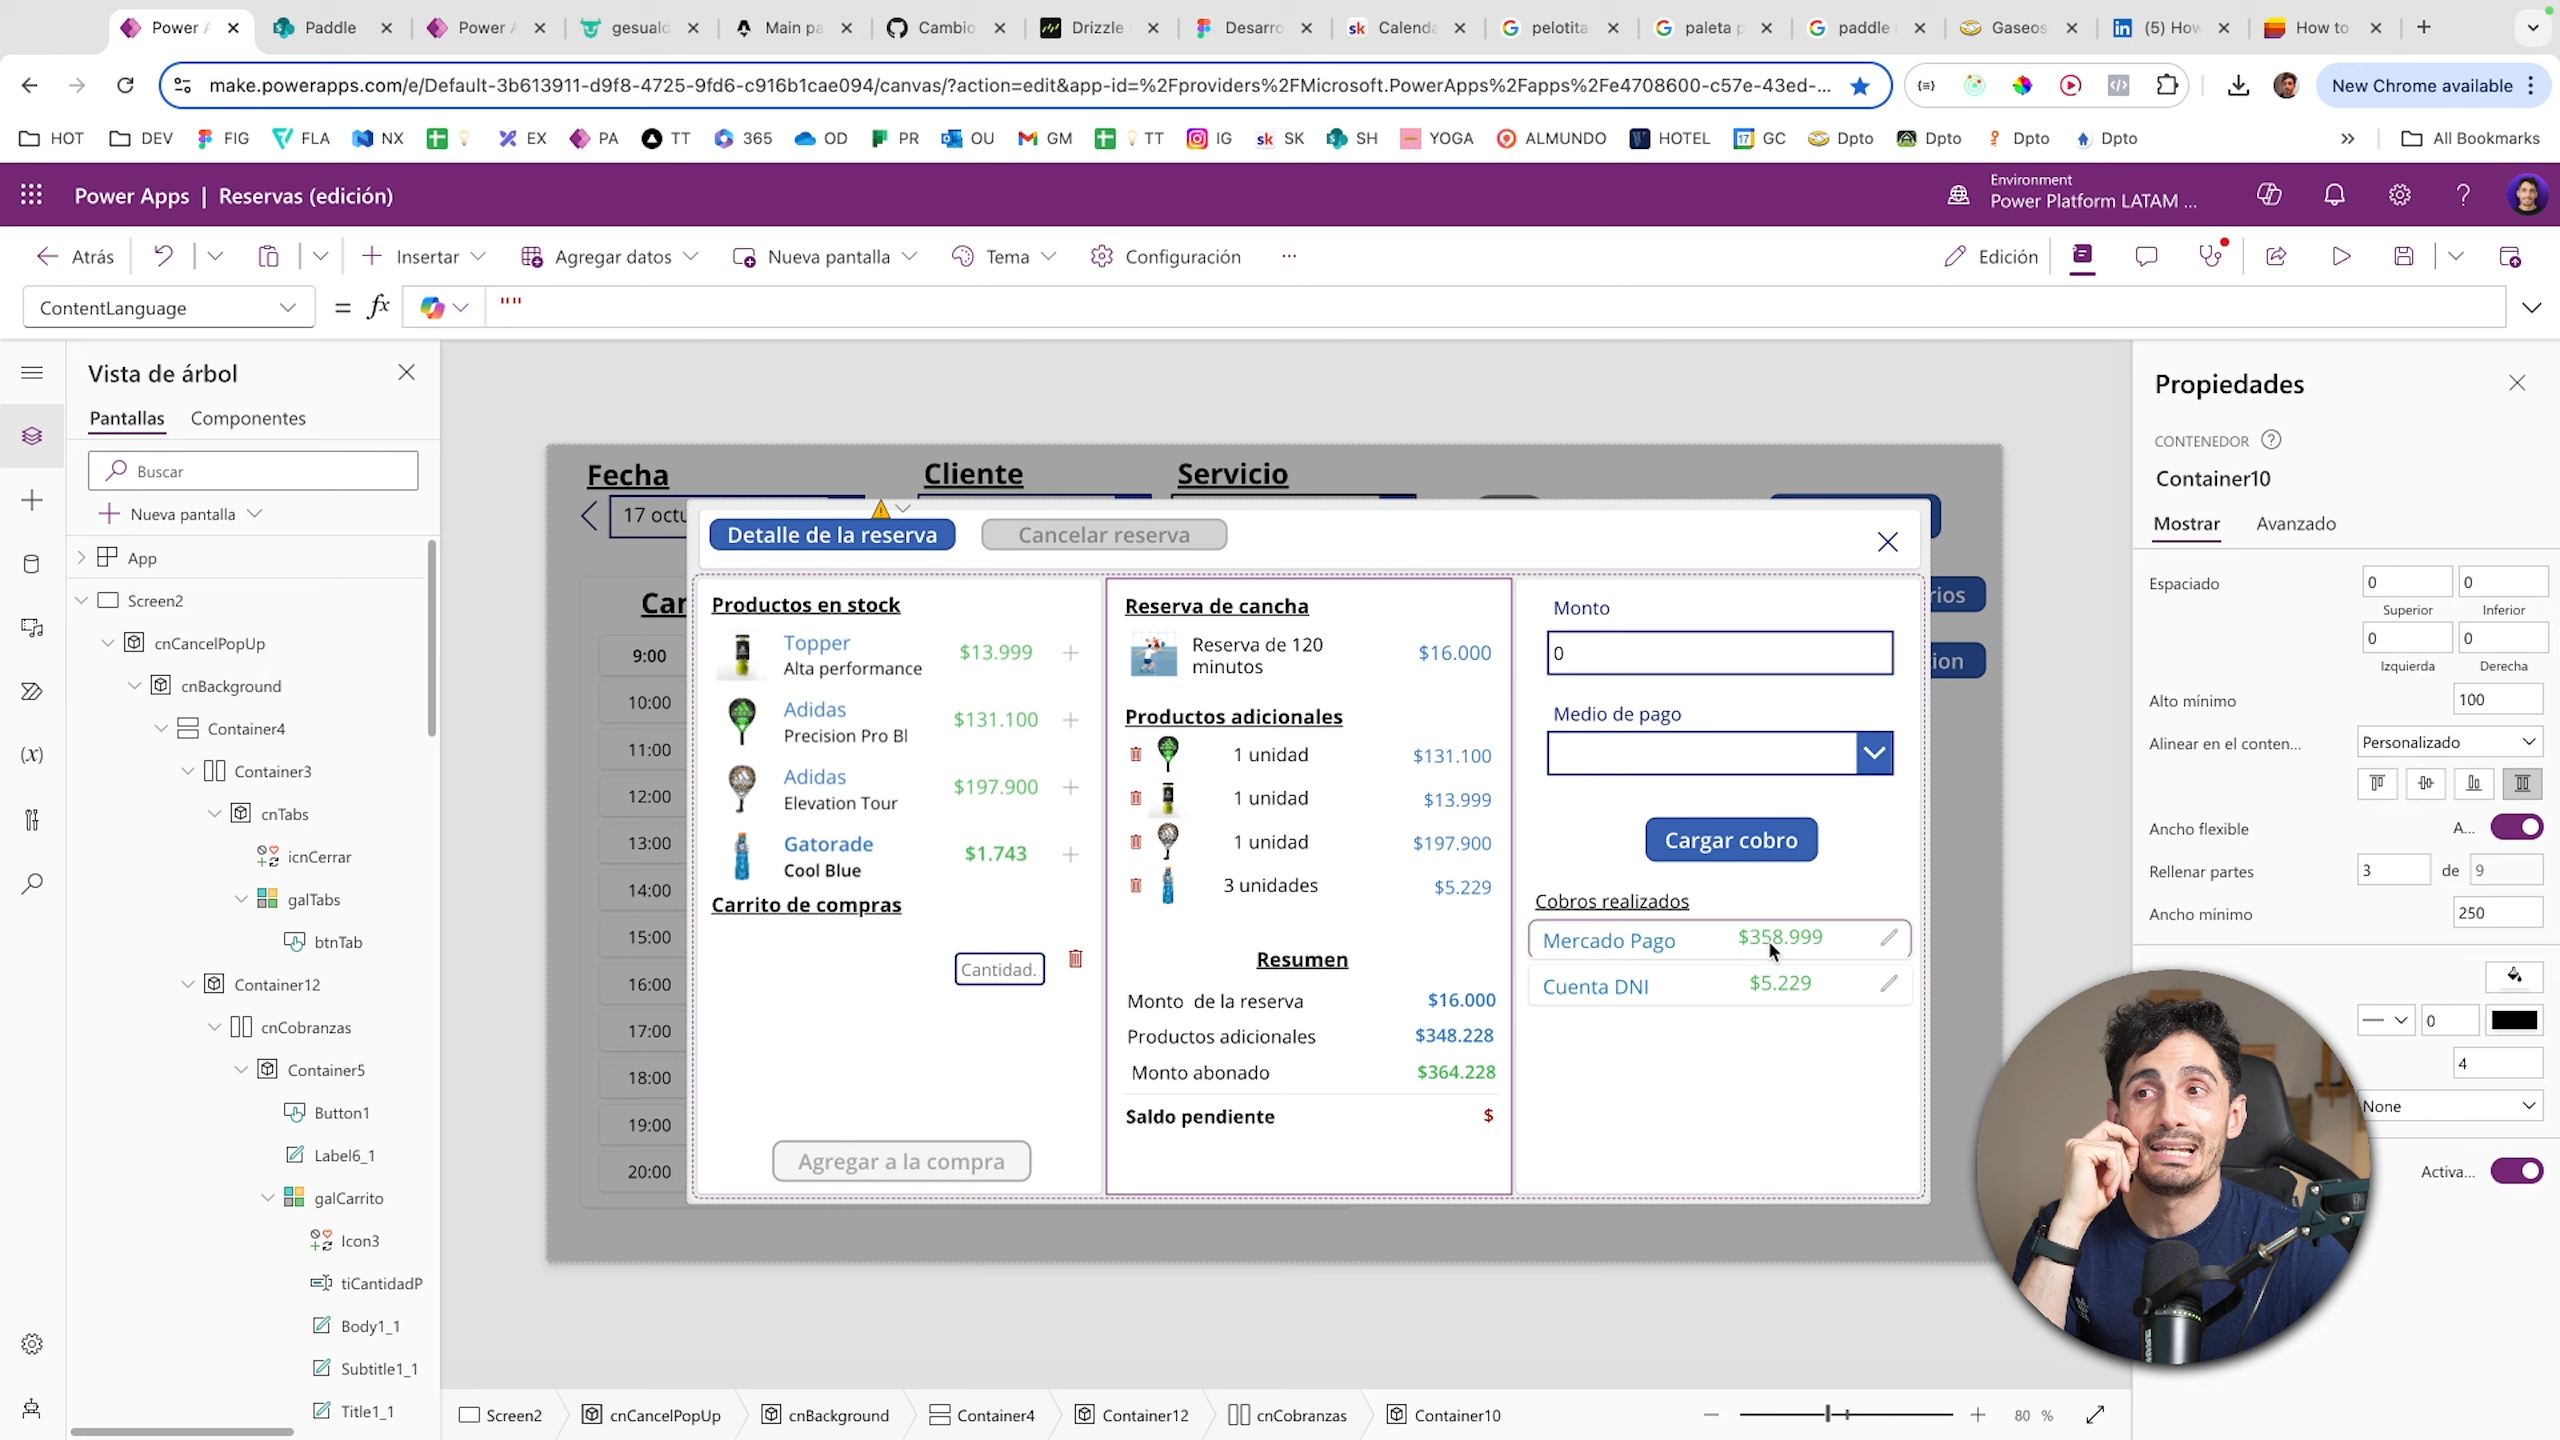 Power A
Paddle
Power A
gesuald
Main pa
Cambio
Drizzle
Desarro
Calenda
pelotita
paleta p
paddle
Gaseos
(5) How
How to
make.powerapps.com/e/Default-3b613911-d9f8-4725-9fd6-c916b1cae094/canvas/?action=edit&app-id=%2Fproviders%2FMicrosoft.PowerApps%2Fapps%2Fe4708600-c57e-43ed-...
New Chrome available
HOT
DEV
FIG
FLA
NX
EX
PA
TT
365
OD
PR
OU
GM
TT
IG
SK
SH
YOGA
ALMUNDO
HOTEL
GC
Dpto
Dpto
Dpto
Dpto
All Bookmarks
Power Apps | Reservas (edición)
Environment
Power Platform LATAM ...
Atrás
Insertar
Agregar datos
Nueva pantalla
Tema
Configuración
Edición
ContentLanguage
= fx
""
Vista de árbol
Pantallas
Componentes
Buscar
Nueva pantalla
App
Screen2
cnCancelPopUp
cnBackground
Container4
Container3
cnTabs
icnCerrar
galTabs
btnTab
Container12
cnCobranzas
Container5
Button1
Label6_1
galCarrito
Icon3
tiCantidadP
Body1_1
Subtitle1_1
Title1_1
Fecha
Cliente
Servicio
17 octu
Can
9:00
10:00
11:00
12:00
13:00
14:00
15:00
16:00
17:00
18:00
19:00
20:00
rios
ion
Detalle de la reserva
Cancelar reserva
Productos en stock
Topper
Alta performance
$13.999
Adidas
Precision Pro Bl
$131.100
Adidas
Elevation Tour
$197.900
Gatorade
Cool Blue
$1.743
Carrito de compras
Cantidad.
Agregar a la compra
Reserva de cancha
Reserva de 120
minutos
$16.000
Productos adicionales
1 unidad $131.100
1 unidad $13.999
1 unidad $197.900
3 unidades $5.229
Resumen
Monto de la reserva $16.000
Productos adicionales $348.228
Monto abonado $364.228
Saldo pendiente $
Monto
0
Medio de pago
Cargar cobro
Cobros realizados
Mercado Pago $358.999
Cuenta DNI $5.229
Propiedades
CONTENEDOR
Container10
Mostrar
Avanzado
Espaciado
0
0
Superior
Inferior
0
0
Izquierda
Derecha
Alto mínimo
100
Alinear en el conten...
Personalizado
Ancho flexible
A...
Rellenar partes
3 de 9
Ancho mínimo
250
0
4
None
Activa...
Screen2
cnCancelPopUp
cnBackground
Container4
Container12
cnCobranzas
Container10
80 %